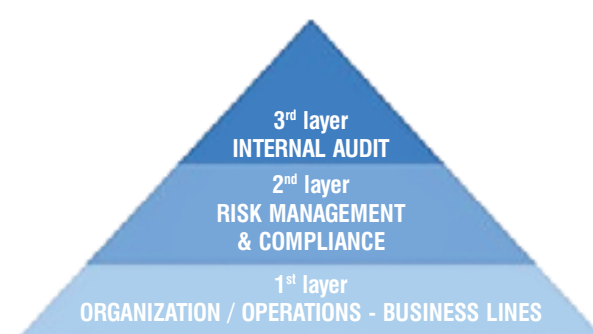 3rd layer
INTERNAL AUDIT
2nd layer
RISK MANAGEMENT
& COMPLIANCE
1st layer
ORGANIZATION / OPERATIONS - BUSINESS LINES